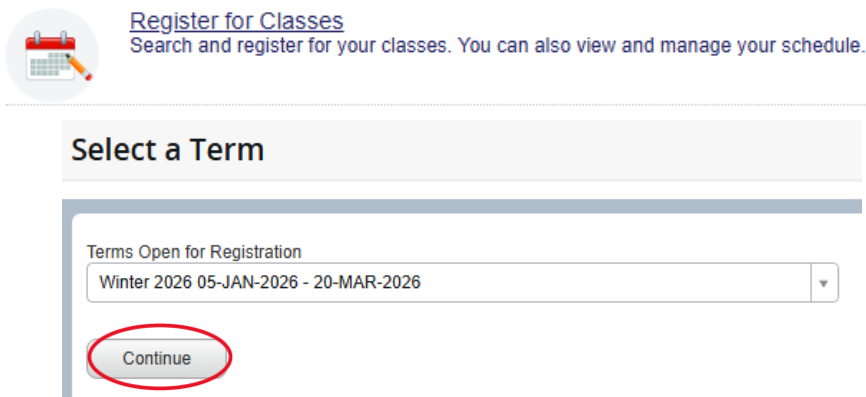 Register for Classes
Search and register for your classes. You can also view and manage your schedule.
Select a Term
Terms Open for Registration
Winter 2026 05-JAN-2026 - 20-MAR-2026
Continue